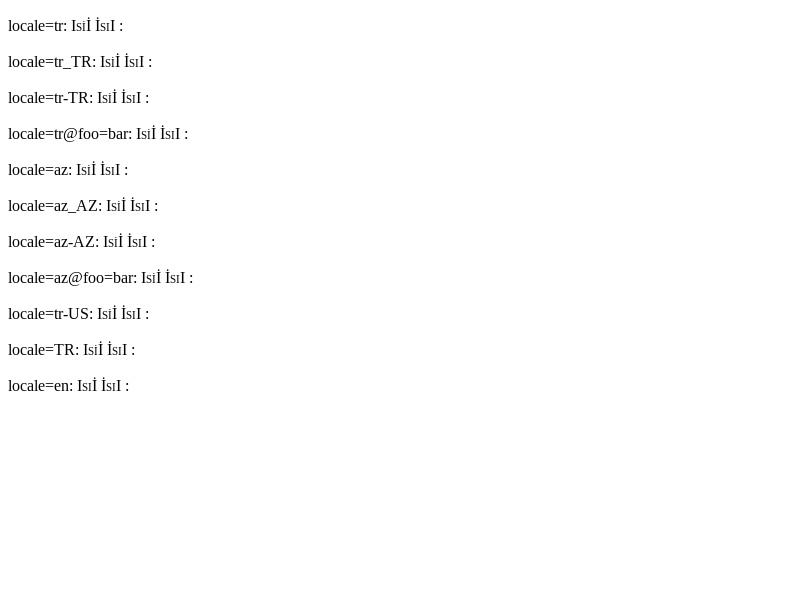 locale=tr: Isiİ İsıI :
locale=tr_TR: Isiİ İsıI :
locale=tr-TR: Isiİ İsıI :
locale=tr@foo=bar: Isiİ İsıI :
locale=az: Isiİ İsıI :
locale=az_AZ: Isiİ İsıI :
locale=az-AZ: Isiİ İsıI :
locale=az@foo=bar: Isiİ İsıI :
locale=tr-US: Isiİ İsıI :
locale=TR: Isiİ İsıI :
locale=en: Isiİ İsıI :